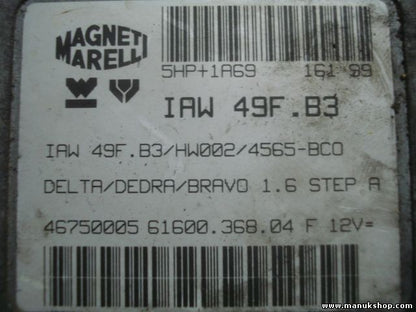 MAGNETI
MARELLI
5HP+1A69 161 99
IAW 49F.B3
IAW 49F.B3/HW002/4565-BCO
DELTA/DEDRA/BRAVO 1.6 STEP A
46750005 61600.368.04 F 12V=
www.manukshop.com